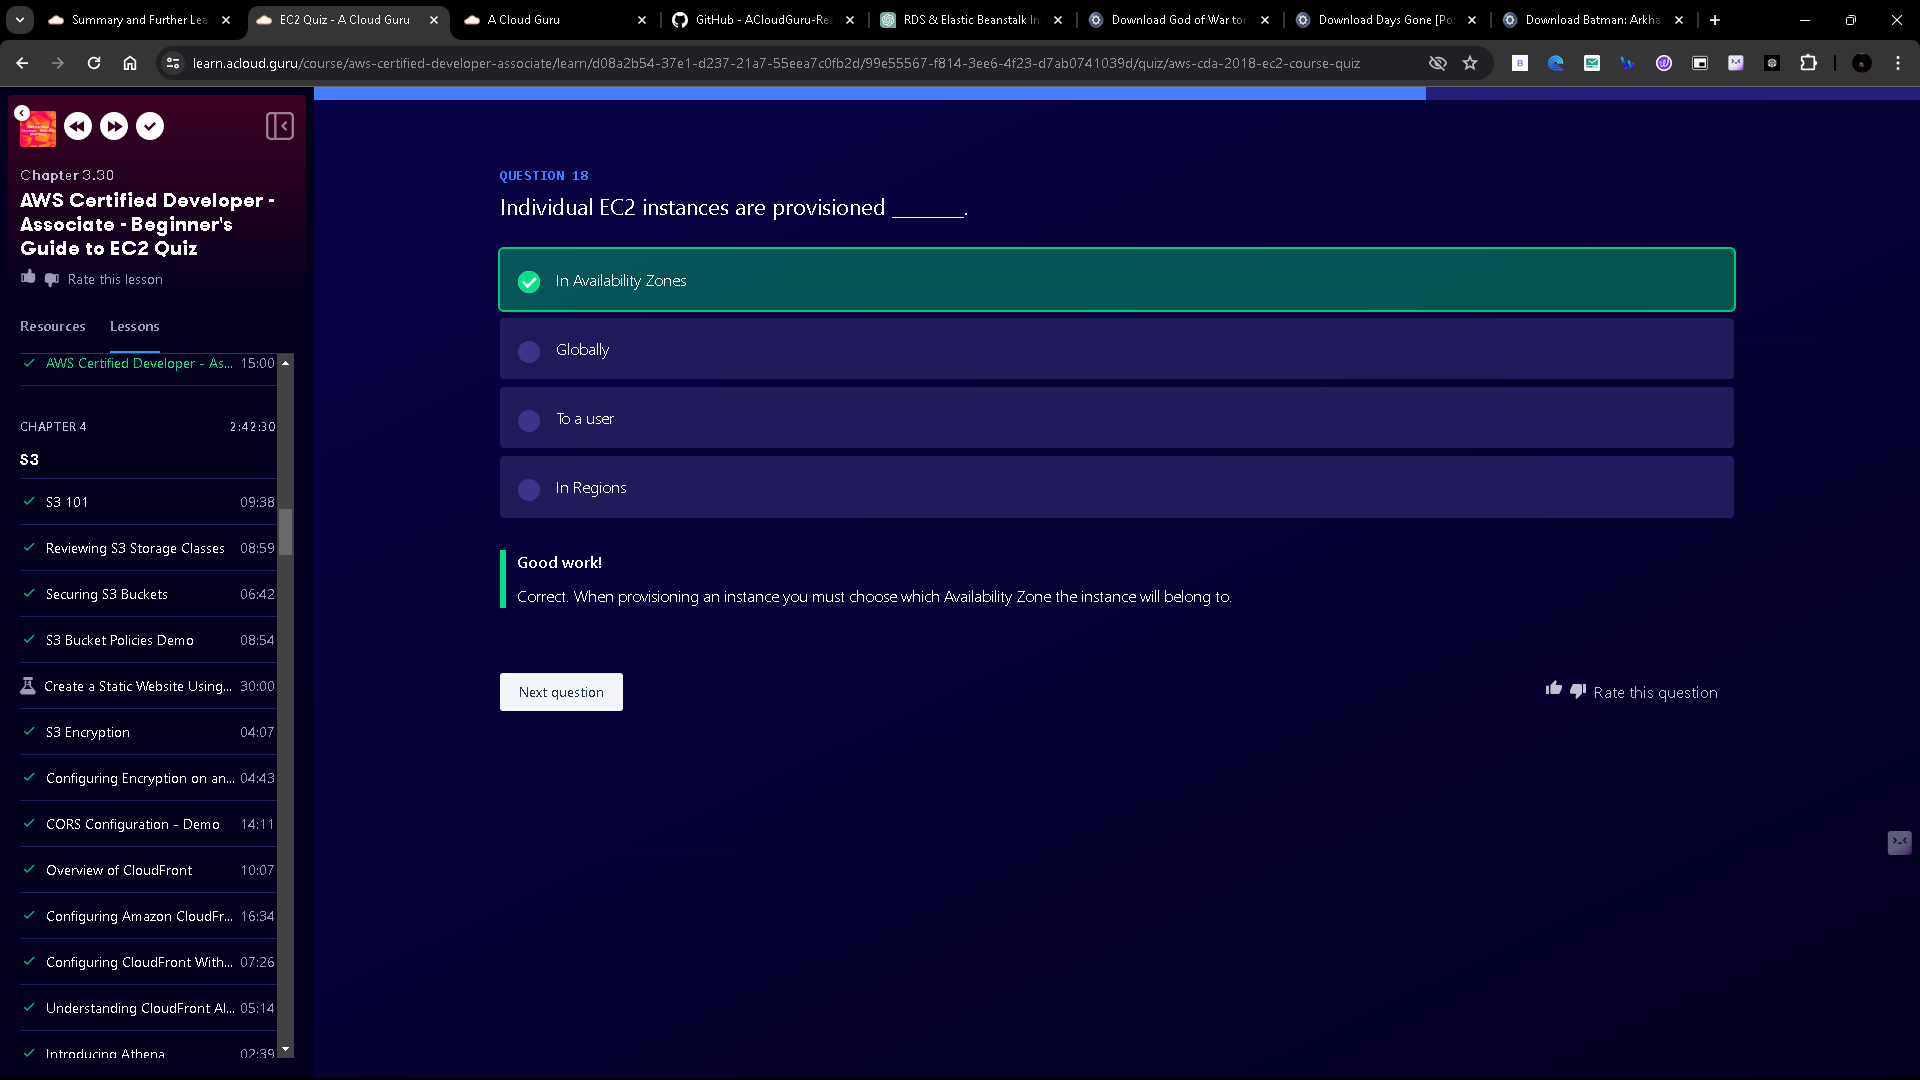 Summary and Further Lea
EC2 Quiz - A Cloud Guru
A Cloud Guru
GitHub - ACloudGuru-Res
RDS & Elastic Beanstalk In
Download God of War tor
Download Days Gone [Po
Download Batman: Arkha
learn.acloud.guru/course/aws-certified-developer-associate/learn/d08a2b54-37e1-d237-21a7-55eea7c0fb2d/99e55567-f814-3ee6-4f23-d7ab0741039d/quiz/aws-cda-2018-ec2-course-quiz
Chapter 3.30
AWS Certified Developer -
Associate - Beginner's
Guide to EC2 Quiz
Rate this lesson
Resources
Lessons
AWS Certified Developer - As... 15:00
CHAPTER 4 2:42:30
S3
S3 101 09:38
Reviewing S3 Storage Classes 08:59
Securing S3 Buckets 06:42
S3 Bucket Policies Demo 08:54
Create a Static Website Using... 30:00
S3 Encryption 04:07
Configuring Encryption on an... 04:43
CORS Configuration - Demo 14:11
Overview of CloudFront 10:07
Configuring Amazon CloudFr... 16:34
Configuring CloudFront With... 07:26
Understanding CloudFront Al... 05:14
Introducing Athena 02:39
QUESTION 18
Individual EC2 instances are provisioned _______.
In Availability Zones
Globally
To a user
In Regions
Good work!
Correct. When provisioning an instance you must choose which Availability Zone the instance will belong to.
Next question
Rate this question